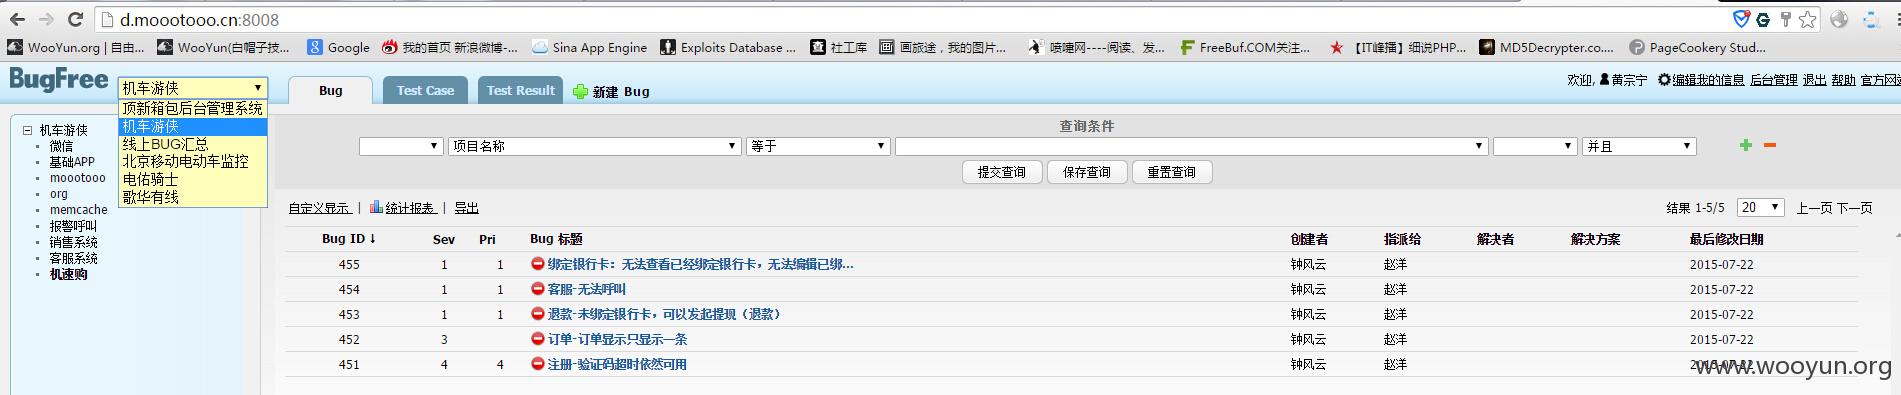 d.moootooo.cn:8008
WooYun.org | 自由... WooYun(白帽子技... Google 我的首页 新浪微博-... Sina App Engine Exploits Database ... 社工库 画旅途，我的图片... 嘀嘀网----阅读、发... FreeBuf.COM关注... 【IT峰播】细说PHP... MD5Decrypter.co.... PageCookery Stud...
BugFree 机车游侠 Bug Test Case Test Result 新建 Bug 欢迎, 黄宗宁 编辑我的信息 后台管理 退出 帮助 官方网站
顶新箱包后台管理系统
机车游侠
线上BUG汇总
北京移动电动车监控
电佑骑士
歌华有线
机车游侠
微信
基础APP
moootooo
org
memcache
报警呼叫
销售系统
客服系统
机速购
查询条件
项目名称 等于 并且
提交查询 保存查询 重置查询
自定义显示 | 统计报表 | 导出 结果 1-5/5 20 上一页 下一页
Bug ID ↓ Sev Pri Bug 标题 创建者 指派给 解决者 解决方案 最后修改日期
455 1 1 绑定银行卡：无法查看已经绑定银行卡，无法编辑已绑... 钟风云 赵洋 2015-07-22
454 1 1 客服-无法呼叫 钟风云 赵洋 2015-07-22
453 1 1 退款-未绑定银行卡，可以发起提现（退款） 钟风云 赵洋 2015-07-22
452 3 订单-订单显示只显示一条 钟风云 赵洋 2015-07-22
451 4 4 注册-验证码超时依然可用 钟风云 赵洋 2015-07-22
www.wooyun.org